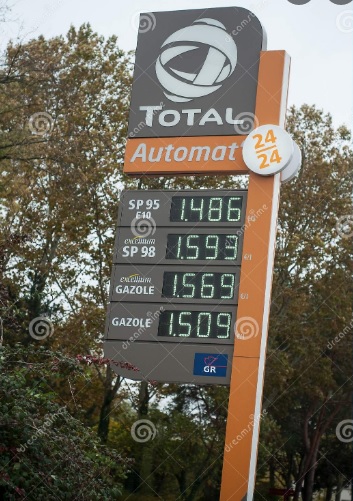 TOTAL
Automat'
24
24
SP 95
E10
1.486
excellium
SP 98
1.593
€/l
excellium
GAZOLE
1.569
€/l
GAZOLE
1.509
GR
dreamstime